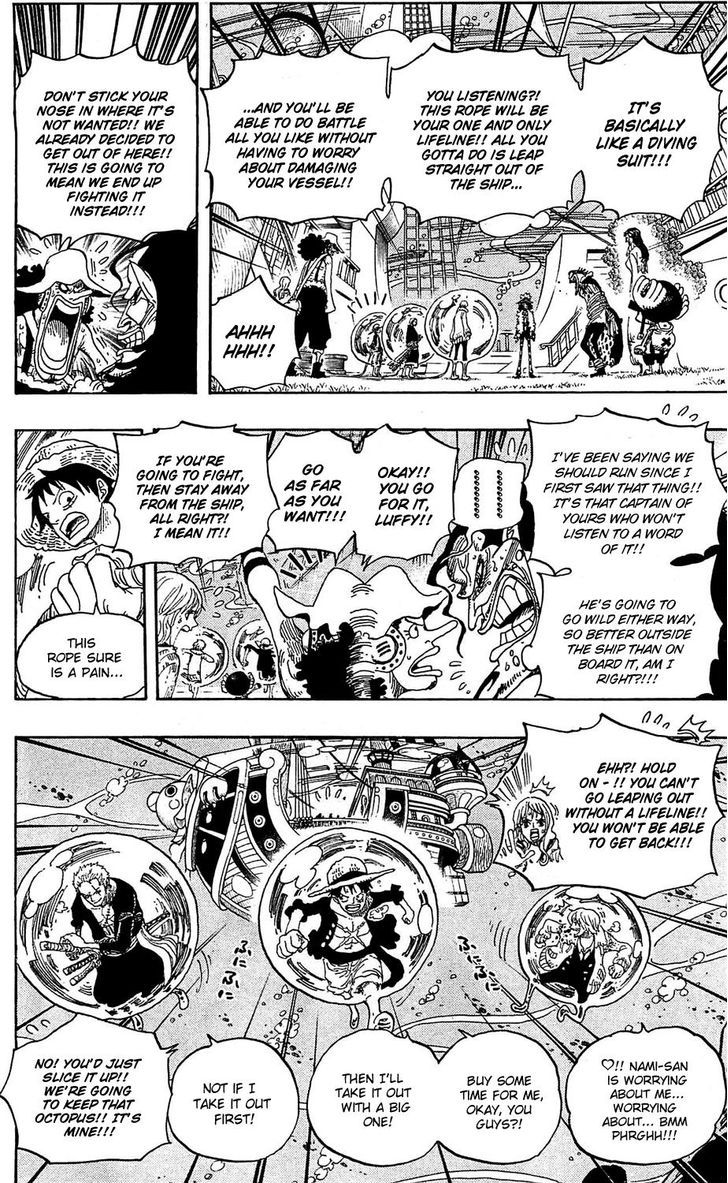 IT'S
BASICALLY
LIKE A DIVING
SUIT!!!
YOU LISTENING?!
THIS ROPE WILL BE
YOUR ONE AND ONLY
LIFELINE!! ALL YOU
GOTTA DO IS LEAP
STRAIGHT OUT
OF THE SHIP...
...AND YOU'LL BE
ABLE TO DO BATTLE
ALL YOU LIKE WITHOUT
HAVING TO WORRY
ABOUT DAMAGING
YOUR VESSEL!!
AHHH
HHH!!
DON'T STICK YOUR
NOSE IN WHERE IT'S
NOT WANTED!! WE
ALREADY DECIDED TO
GET OUT OF HERE!!
THIS IS GOING TO
MEAN WE END UP
FIGHTING IT
INSTEAD!!!
I'VE BEEN SAYING WE
SHOULD RUN SINCE I
FIRST SAW THAT THING!!
IT'S THAT CAPTAIN OF
YOURS WHO WON'T
LISTEN TO A WORD
OF IT!!
HE'S GOING TO
GO WILD EITHER WAY,
SO BETTER OUTSIDE
THE SHIP THAN ON
BOARD IT, AM I
RIGHT?!!!
OKAY!!
YOU GO
FOR IT,
LUFFY!!
GO
AS FAR
AS YOU
WANT!!!
IF YOU'RE
GOING TO FIGHT,
THEN STAY AWAY
FROM THE SHIP,
ALL RIGHT?!
I MEAN IT!!
THIS
ROPE SURE
IS A PAIN...
EHH?! HOLD
ON - !! YOU CAN'T
GO LEAPING OUT
WITHOUT A LIFELINE!!
YOU WON'T BE ABLE
TO GET BACK!!!
ふにふに
ふにふに
♡!! NAMI-SAN
IS WORRYING
ABOUT ME...
WORRYING
ABOUT... BMM
PHRGHH!!!
BUY SOME
TIME FOR ME,
OKAY, YOU
GUYS?!
THEN I'LL
TAKE IT OUT
WITH A BIG
ONE!
NOT IF I
TAKE IT OUT
FIRST!
NO! YOU'D JUST
SLICE IT UP!!
WE'RE GOING
TO KEEP THAT
OCTOPUS!! IT'S
MINE!!!